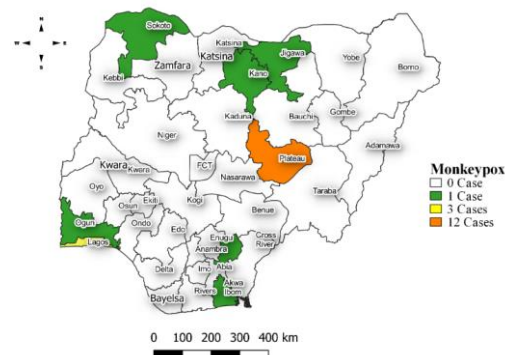 N
W
E
S
Sokoto
Katsina
Katsina
Jigawa
Kebbi
Zamfara
Kano
Yobe
Borno
Kaduna
Bauchi
Gombe
Niger
Plateau
Adamawa
Kwara
Kwara
FCT
Nasarawa
Taraba
Oyo
Kogi
Ogun
Osun
Ekiti
Benue
Lagos
Ondo
Edo
Enugu
Anambra
Cross
River
Delta
Imo
Abia
Bayelsa
Rivers
Akwa
Ibom
Monkeypox
0 Case
1 Case
3 Cases
12 Cases
0 100 200 300 400 km